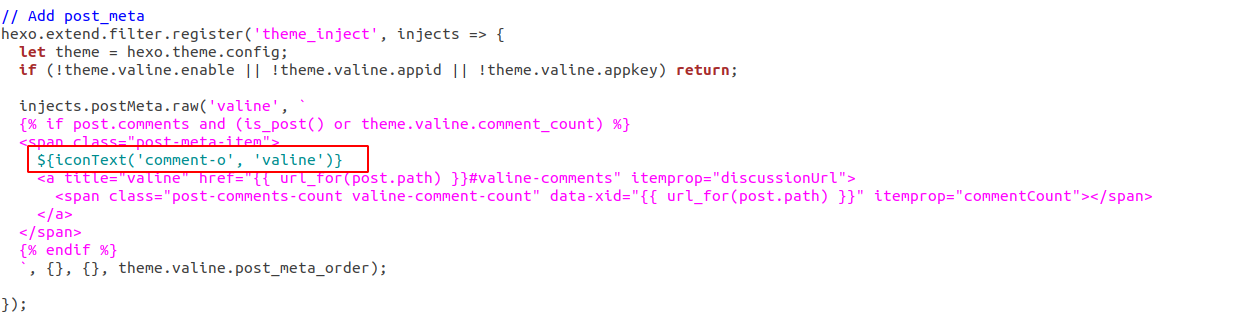 // Add post_meta
hexo.extend.filter.register('theme_inject', injects => {
  let theme = hexo.theme.config;
  if (!theme.valine.enable || !theme.valine.appid || !theme.valine.appkey) return;

  injects.postMeta.raw('valine', `
  {% if post.comments and (is_post() or theme.valine.comment_count) %}
  <span class="post-meta-item">
    ${iconText('comment-o', 'valine')}
    <a title="valine" href="{{ url_for(post.path) }}#valine-comments" itemprop="discussionUrl">
      <span class="post-comments-count valine-comment-count" data-xid="{{ url_for(post.path) }}" itemprop="commentCount"></span>
    </a>
  </span>
  {% endif %}
  `, {}, {}, theme.valine.post_meta_order);

});